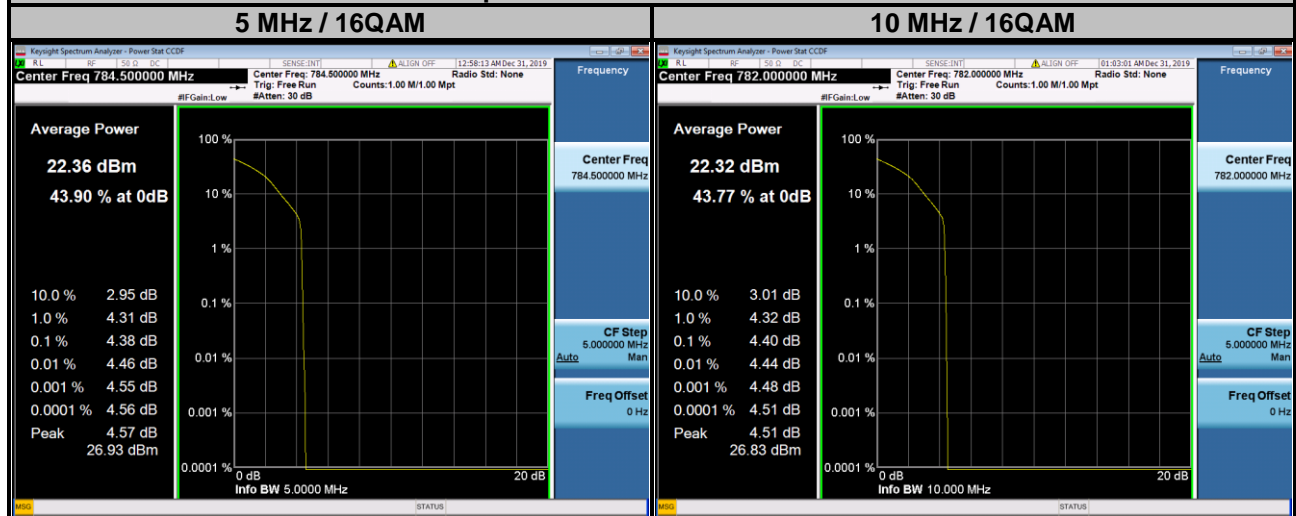 5 MHz / 16QAM
Keysight Spectrum Analyzer - Power Stat CCDF
RL RF 50 Ω DC SENSE:INT ALIGN OFF 12:58:13 AM Dec 31, 2019
Center Freq 784.500000 MHz
Center Freq: 784.500000 MHz Radio Std: None
Trig: Free Run Counts:1.00 M/1.00 Mpt
#IFGain:Low #Atten: 30 dB
Frequency
Average Power
22.36 dBm
43.90 % at 0dB
10.0 % 2.95 dB
1.0 % 4.31 dB
0.1 % 4.38 dB
0.01 % 4.46 dB
0.001 % 4.55 dB
0.0001 % 4.56 dB
Peak 4.57 dB
26.93 dBm
100 %
10 %
1 %
0.1 %
0.01 %
0.001 %
0.0001 %
0 dB 20 dB
Info BW 5.0000 MHz
Center Freq
784.500000 MHz
CF Step
5.000000 MHz
Auto Man
Freq Offset
0 Hz
MSG STATUS
10 MHz / 16QAM
Keysight Spectrum Analyzer - Power Stat CCDF
RL RF 50 Ω DC SENSE:INT ALIGN OFF 01:03:01 AM Dec 31, 2019
Center Freq 782.000000 MHz
Center Freq: 782.000000 MHz Radio Std: None
Trig: Free Run Counts:1.00 M/1.00 Mpt
#IFGain:Low #Atten: 30 dB
Frequency
Average Power
22.32 dBm
43.77 % at 0dB
10.0 % 3.01 dB
1.0 % 4.32 dB
0.1 % 4.40 dB
0.01 % 4.44 dB
0.001 % 4.48 dB
0.0001 % 4.51 dB
Peak 4.51 dB
26.83 dBm
100 %
10 %
1 %
0.1 %
0.01 %
0.001 %
0.0001 %
0 dB 20 dB
Info BW 10.000 MHz
Center Freq
782.000000 MHz
CF Step
5.000000 MHz
Auto Man
Freq Offset
0 Hz
MSG STATUS